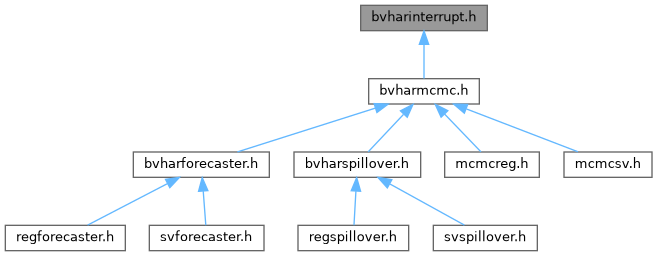 bvharinterrupt.h
bvharmcmc.h
bvharforecaster.h
bvharspillover.h
mcmcreg.h
mcmcsv.h
regforecaster.h
svforecaster.h
regspillover.h
svspillover.h